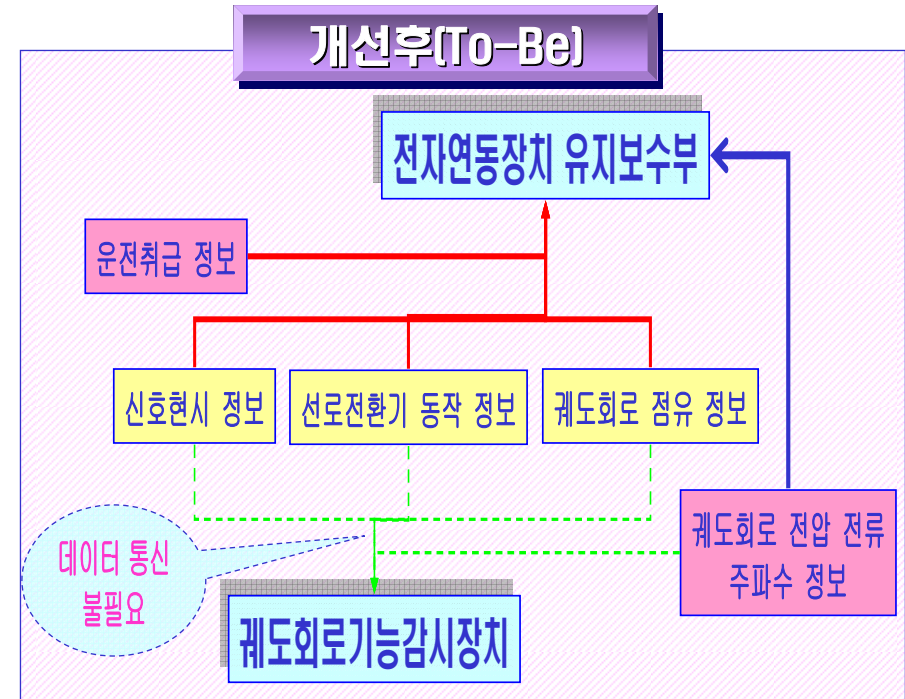 개선후(To-Be)
전자연동장치 유지보수부
운전취급 정보
신호현시 정보
선로전환기 동작 정보
궤도회로 점유 정보
궤도회로 전압 전류
주파수 정보
데이터 통신
불필요
궤도회로기능감시장치